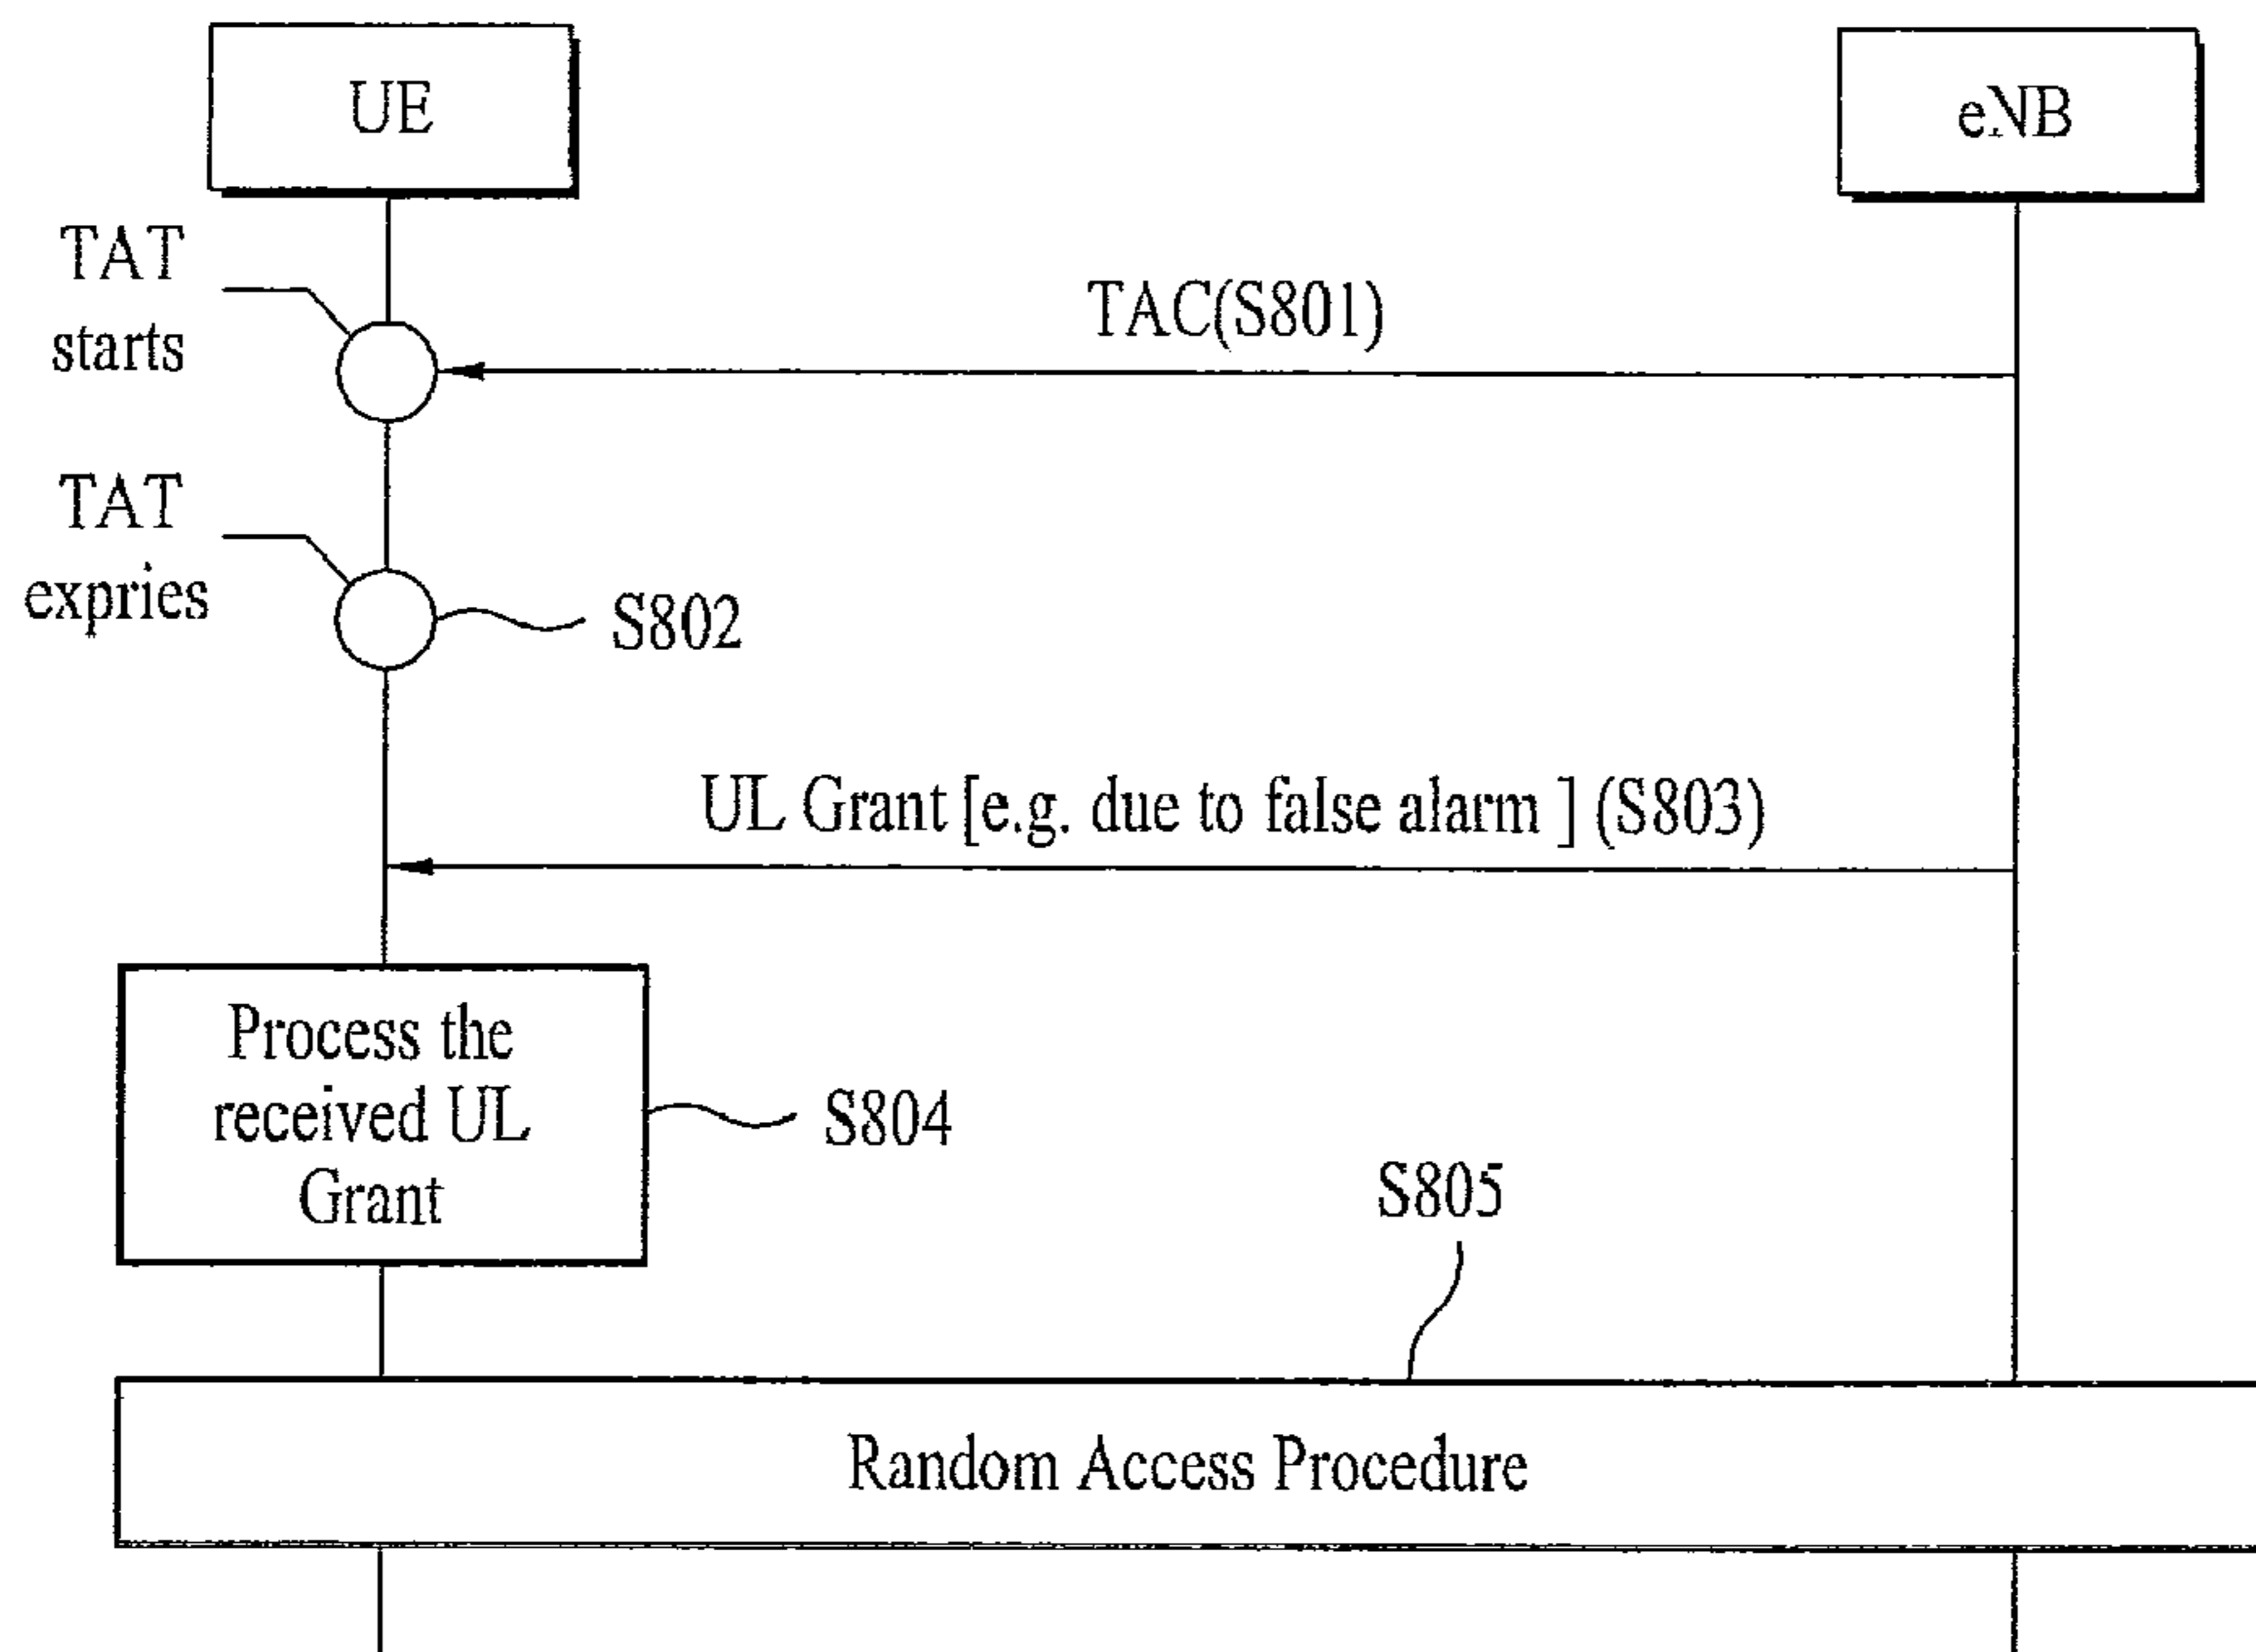 UE
eNB
TAT
starts
TAC(S801)
TAT
expries
S802
UL Grant [e.g. due to false alarm ] (S803)
Process the
received UL
Grant
S804
S805
Random Access Procedure